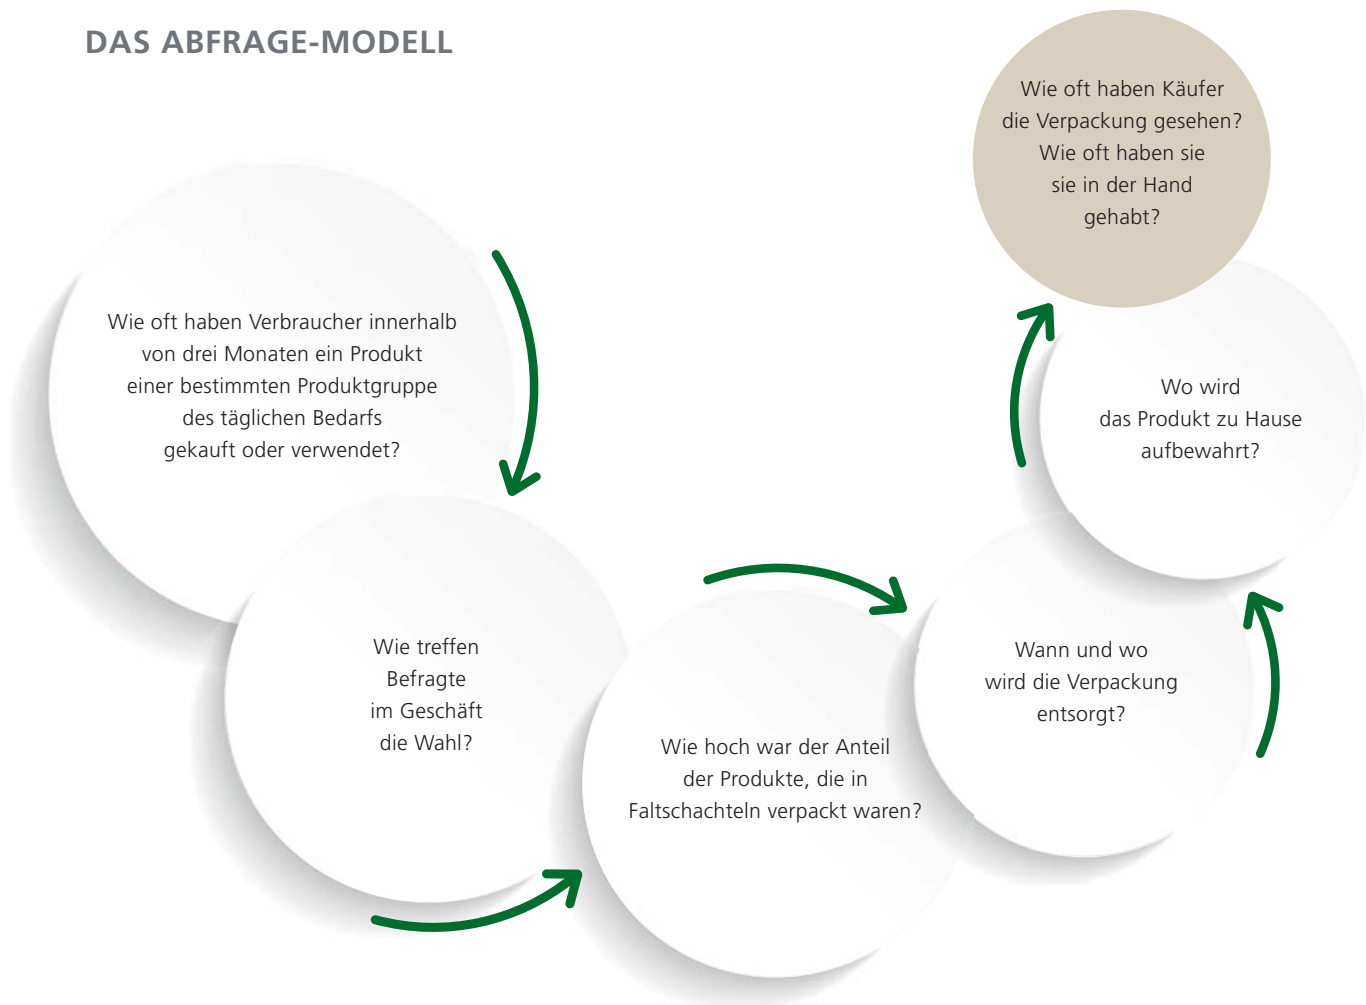 DAS ABFRAGE-MODELL
Wie oft haben Verbraucher innerhalb
von drei Monaten ein Produkt
einer bestimmten Produktgruppe
des täglichen Bedarfs
gekauft oder verwendet?
Wie treffen
Befragte
im Geschäft
die Wahl?
Wie hoch war der Anteil
der Produkte, die in
Faltschachteln verpackt waren?
Wann und wo
wird die Verpackung
entsorgt?
Wo wird
das Produkt zu Hause
aufbewahrt?
Wie oft haben Käufer
die Verpackung gesehen?
Wie oft haben sie
sie in der Hand
gehabt?